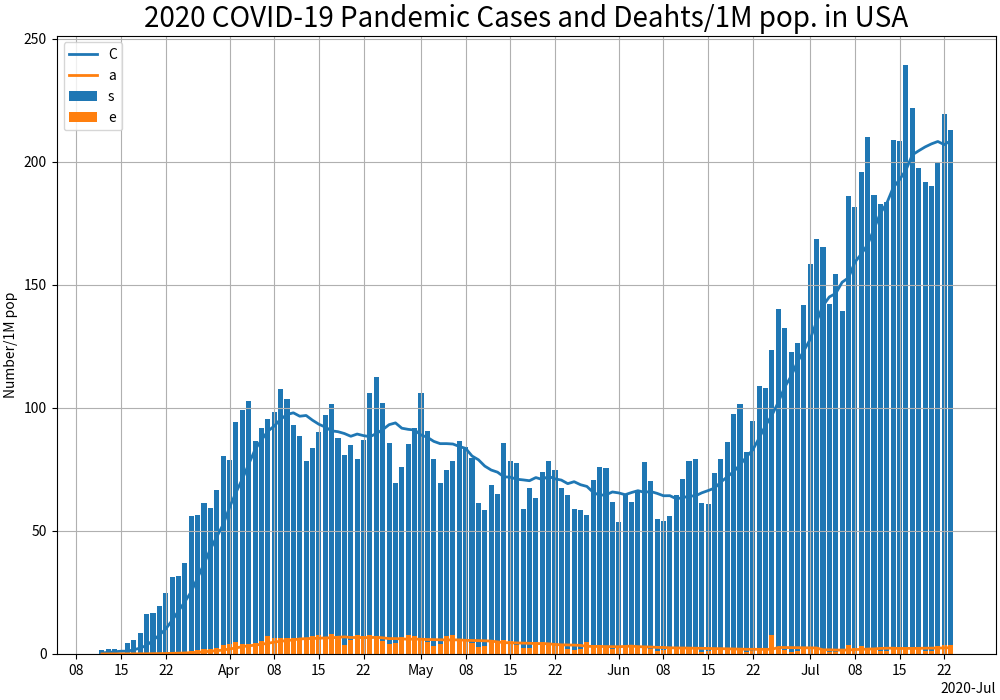 2020 COVID-19 Pandemic Cases and Deahts/1M pop. in USA
C
a
s
e
Number/1M pop
250
200
150
100
50
0
08 15 22 Apr 08 15 22 May 08 15 22 Jun 08 15 22 Jul 08 15 22
2020-Jul